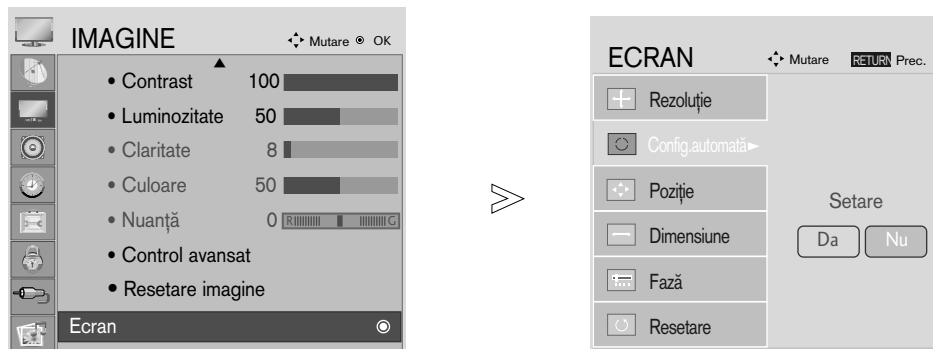 IMAGINE
Mutare OK
• Contrast 100
• Luminozitate 50
• Claritate 8
• Culoare 50
• Nuanță 0 R G
• Control avansat
• Resetare imagine
Ecran
ECRAN
Mutare RETURN Prec.
Rezoluție
Config.automată►
Poziție
Dimensiune
Fază
Resetare
Setare
Da Nu